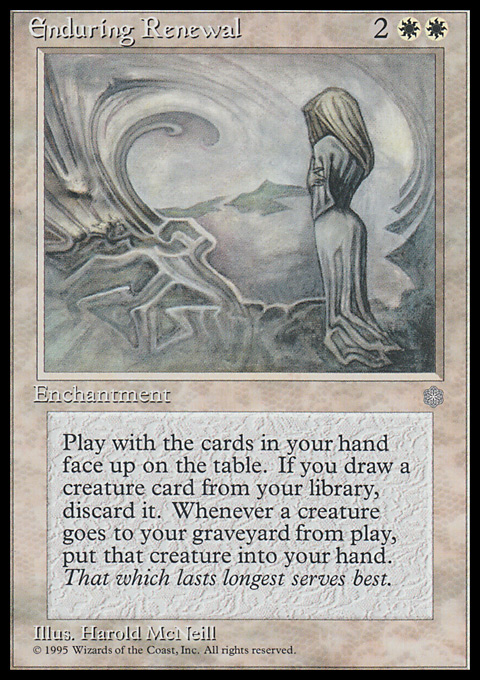 Enduring Renewal 2
Enchantment
Play with the cards in your hand
face up on the table. If you draw a
creature card from your library,
discard it. Whenever a creature
goes to your graveyard from play,
put that creature into your hand.
That which lasts longest serves best.
Illus. Harold McNeill
© 1995 Wizards of the Coast, Inc. All rights reserved.